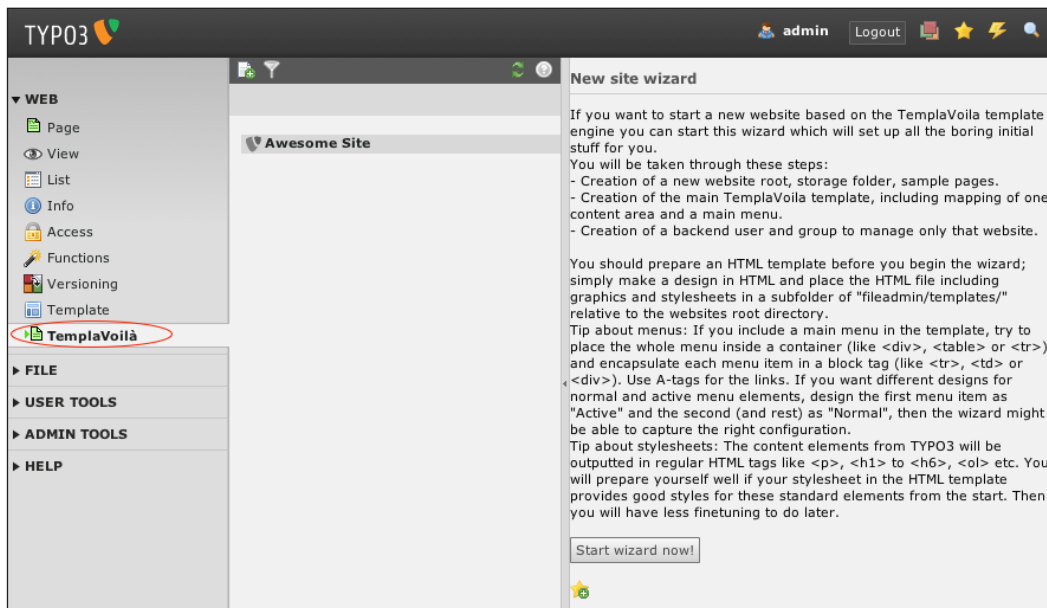 TYPO3
admin
Logout
WEB
Page
View
List
Info
Access
Functions
Versioning
Template
TemplaVoilà
FILE
USER TOOLS
ADMIN TOOLS
HELP
Awesome Site
New site wizard
If you want to start a new website based on the TemplaVoila template
engine you can start this wizard which will set up all the boring initial
stuff for you.
You will be taken through these steps:
- Creation of a new website root, storage folder, sample pages.
- Creation of the main TemplaVoila template, including mapping of one
content area and a main menu.
- Creation of a backend user and group to manage only that website.
You should prepare an HTML template before you begin the wizard;
simply make a design in HTML and place the HTML file including
graphics and stylesheets in a subfolder of "fileadmin/templates/"
relative to the websites root directory.
Tip about menus: If you include a main menu in the template, try to
place the whole menu inside a container (like <div>, <table> or <tr>)
and encapsulate each menu item in a block tag (like <tr>, <td> or
<div>). Use A-tags for the links. If you want different designs for
normal and active menu elements, design the first menu item as
"Active" and the second (and rest) as "Normal", then the wizard might
be able to capture the right configuration.
Tip about stylesheets: The content elements from TYPO3 will be
outputted in regular HTML tags like <p>, <h1> to <h6>, <ol> etc. You
will prepare yourself well if your stylesheet in the HTML template
provides good styles for these standard elements from the start. Then
you will have less finetuning to do later.
Start wizard now!